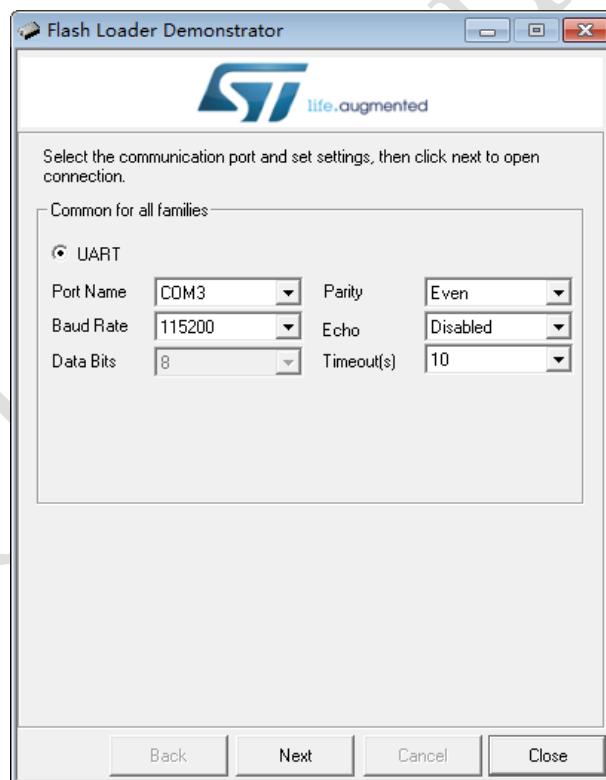 Flash Loader Demonstrator
life.augmented
Select the communication port and set settings, then click next to open
connection.
Common for all families
UART
Port Name COM3 Parity Even
Baud Rate 115200 Echo Disabled
Data Bits 8 Timeout(s) 10
Back Next Cancel Close